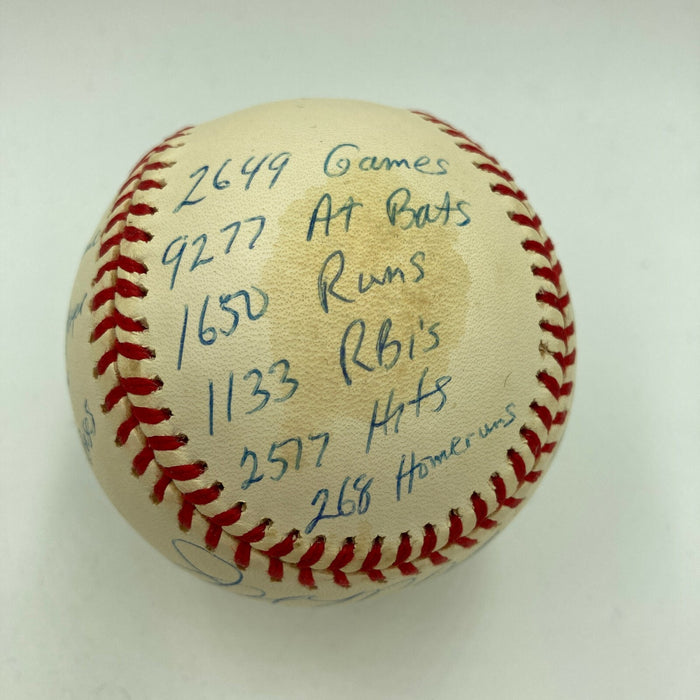 2649 Games
9277 At Bats
1650 Runs
1133 RBi's
2517 Hits
268 Homeruns